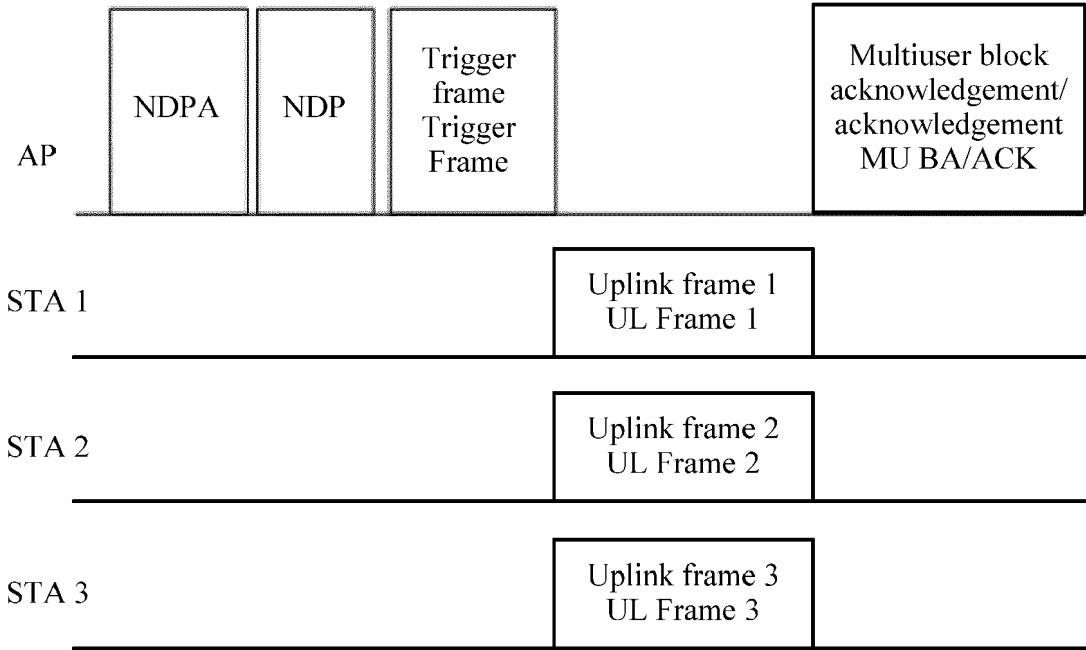 AP
NDPA
NDP
Trigger
frame
Trigger
Frame
Multiuser block
acknowledgement/
acknowledgement
MU BA/ACK
STA 1
Uplink frame 1
UL Frame 1
STA 2
Uplink frame 2
UL Frame 2
STA 3
Uplink frame 3
UL Frame 3